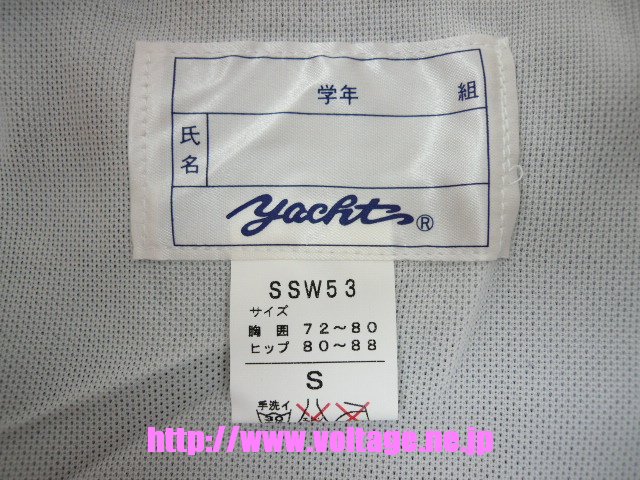 学年 組
氏名
yacht®
SSW53
サイズ
胸囲 72～80
ヒップ 80～88
S
手洗イ
30
http://www.voltage.ne.jp